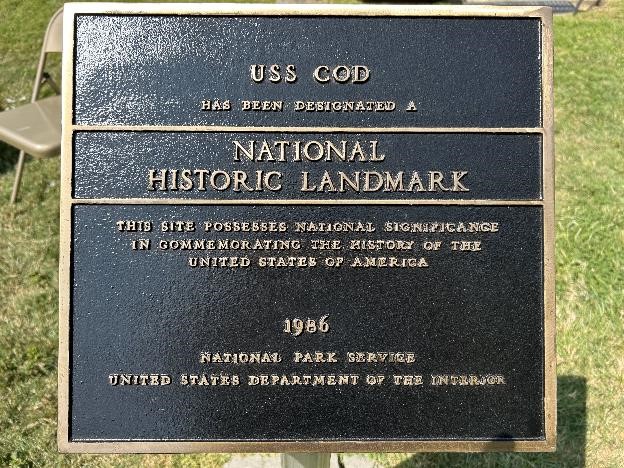 USS COD
HAS BEEN DESIGNATED A
NATIONAL
HISTORIC LANDMARK
THIS SITE POSSESSES NATIONAL SIGNIFICANCE
IN COMMEMORATING THE HISTORY OF THE
UNITED STATES OF AMERICA
1986
NATIONAL PARK SERVICE
UNITED STATES DEPARTMENT OF THE INTERIOR